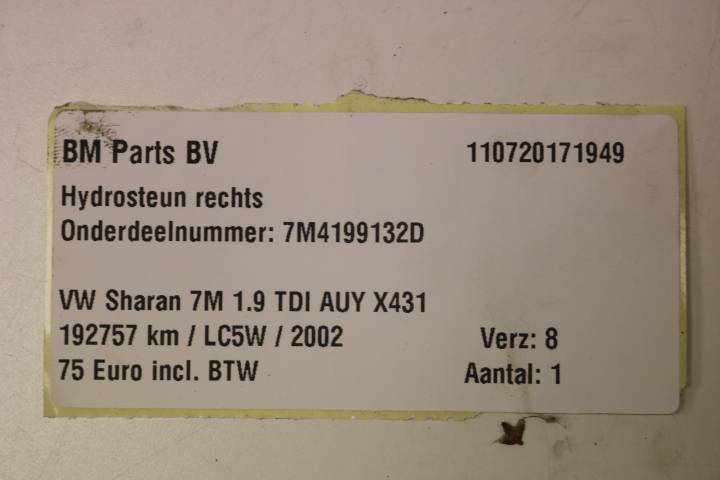 BM Parts BV 110720171949
Hydrosteun rechts
Onderdeelnummer: 7M4199132D
VW Sharan 7M 1.9 TDI AUY X431
192757 km / LC5W / 2002 Verz: 8
75 Euro incl. BTW Aantal: 1